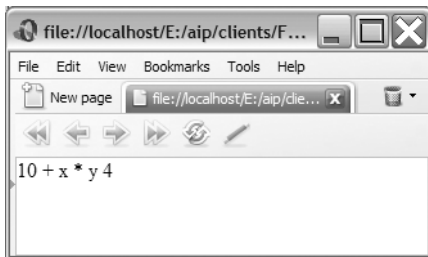 file://localhost/E:/aip/clients/F...
File Edit View Bookmarks Tools Help
New page file://localhost/E:/aip/clie...
10 + x * y 4